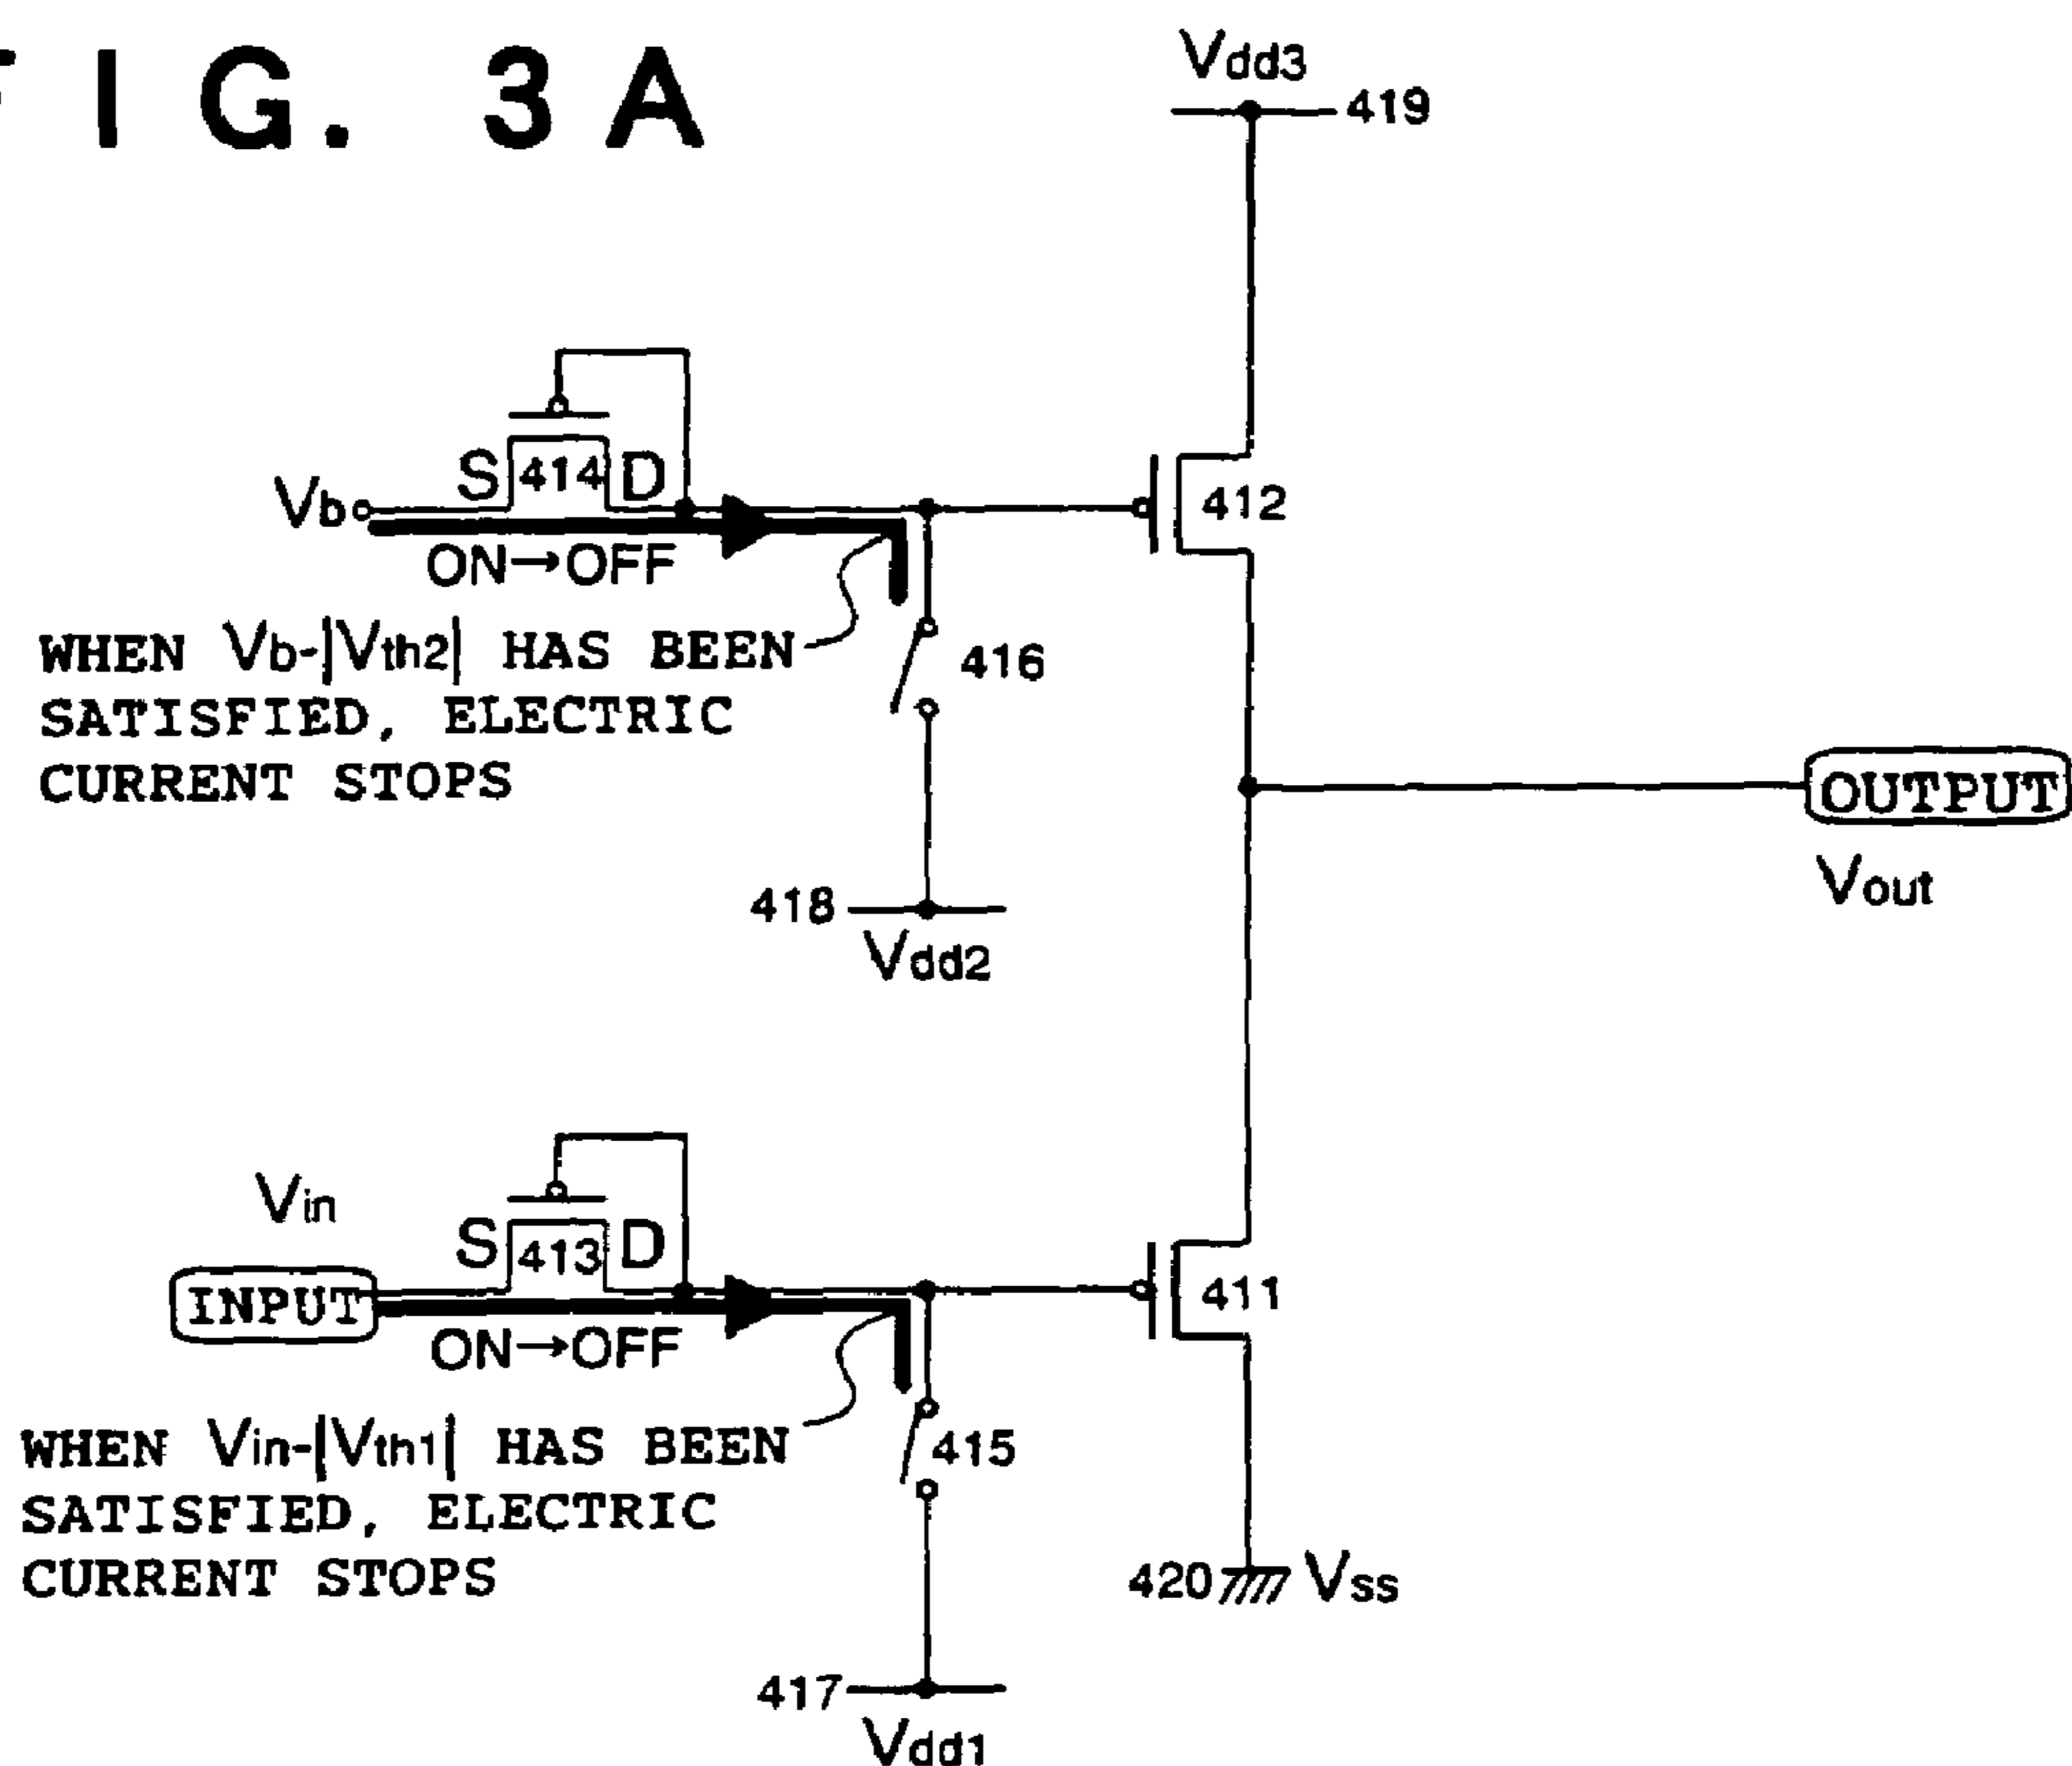 F I G. 3 A
Vdd3
419
S 414 D
Vb
412
ON→OFF
WHEN Vb-|Vth2| HAS BEEN
SATISFIED, ELECTRIC
CURRENT STOPS
416
OUTPUT
Vout
418
Vdd2
Vin
S 413 D
INPUT
411
ON→OFF
WHEN Vin-|Vth1| HAS BEEN
SATISFIED, ELECTRIC
CURRENT STOPS
415
420 Vss
417
Vdd1